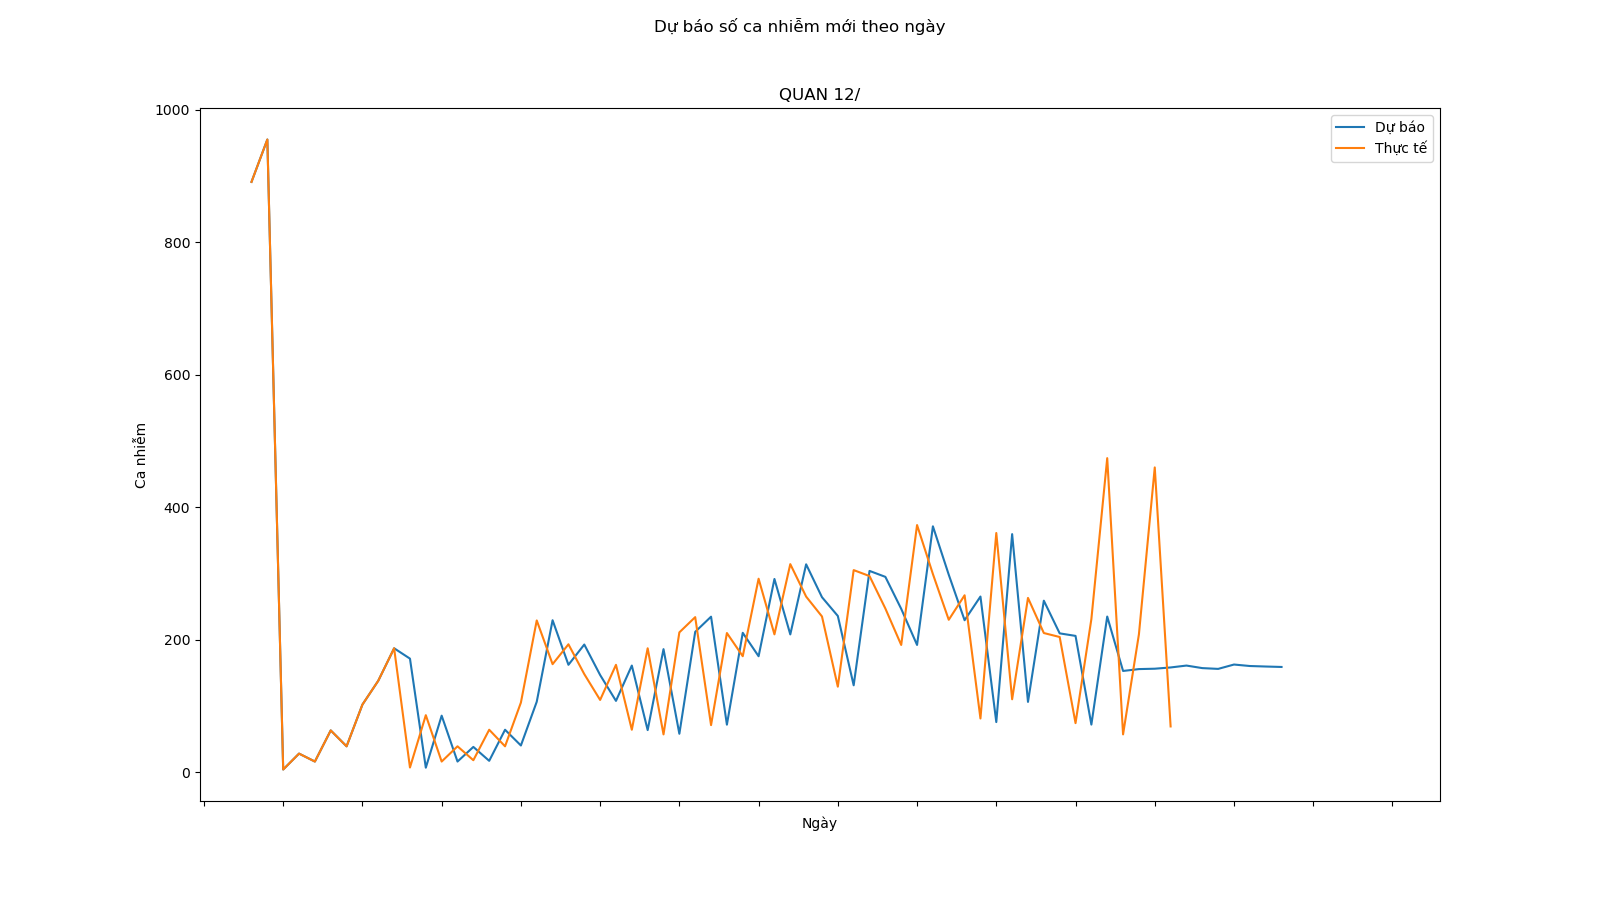 Dự báo số ca nhiễm mới theo ngày
QUAN 12/
1000
800
600
400
200
0
Ca nhiễm
Dự báo
Thực tế
Ngày